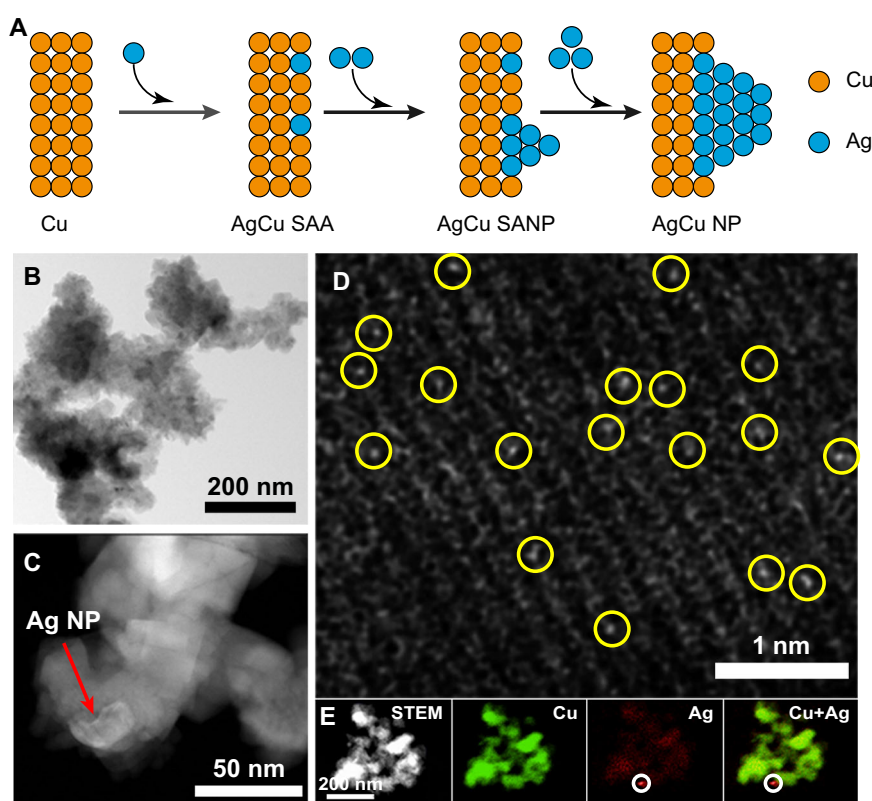 A
Cu
Ag
Cu
AgCu SAA
AgCu SANP
AgCu NP
B
200 nm
C
Ag NP
50 nm
D
1 nm
E
STEM
200 nm
Cu
Ag
Cu+Ag